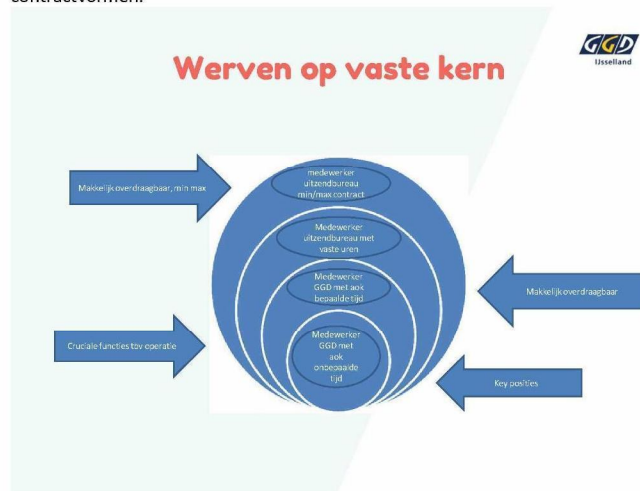 contractvormen.
GGD
IJsselland
Werven op vaste kern
medewerker
uitzendbureau
min/max contract
Makkelijk overdraagbaar, min max
Medewerker
uitzendbureau met
vaste uren
Medewerker
GGD met aok
bepaalde tijd
Makkelijk overdraagbaar
Cruciale functies tbv operatie
Medewerker
GGD met
aok
onbepaalde
tijd
Key posities